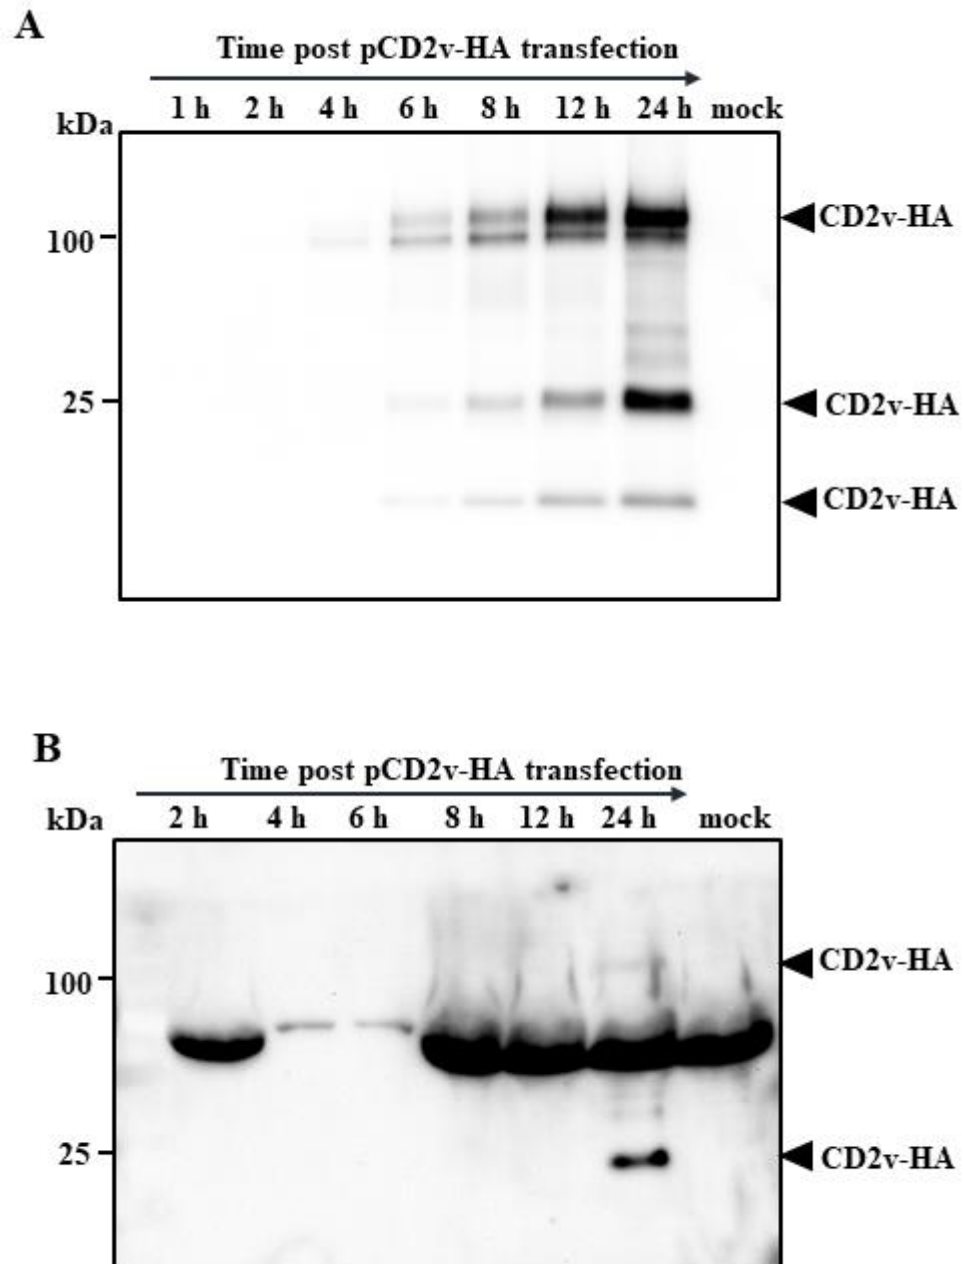 A
Time post pCD2v-HA transfection
1 h 2 h 4 h 6 h 8 h 12 h 24 h mock
kDa
CD2v-HA
100
25
CD2v-HA
CD2v-HA
B
Time post pCD2v-HA transfection
kDa 2 h 4 h 6 h 8 h 12 h 24 h mock
CD2v-HA
100
25
CD2v-HA